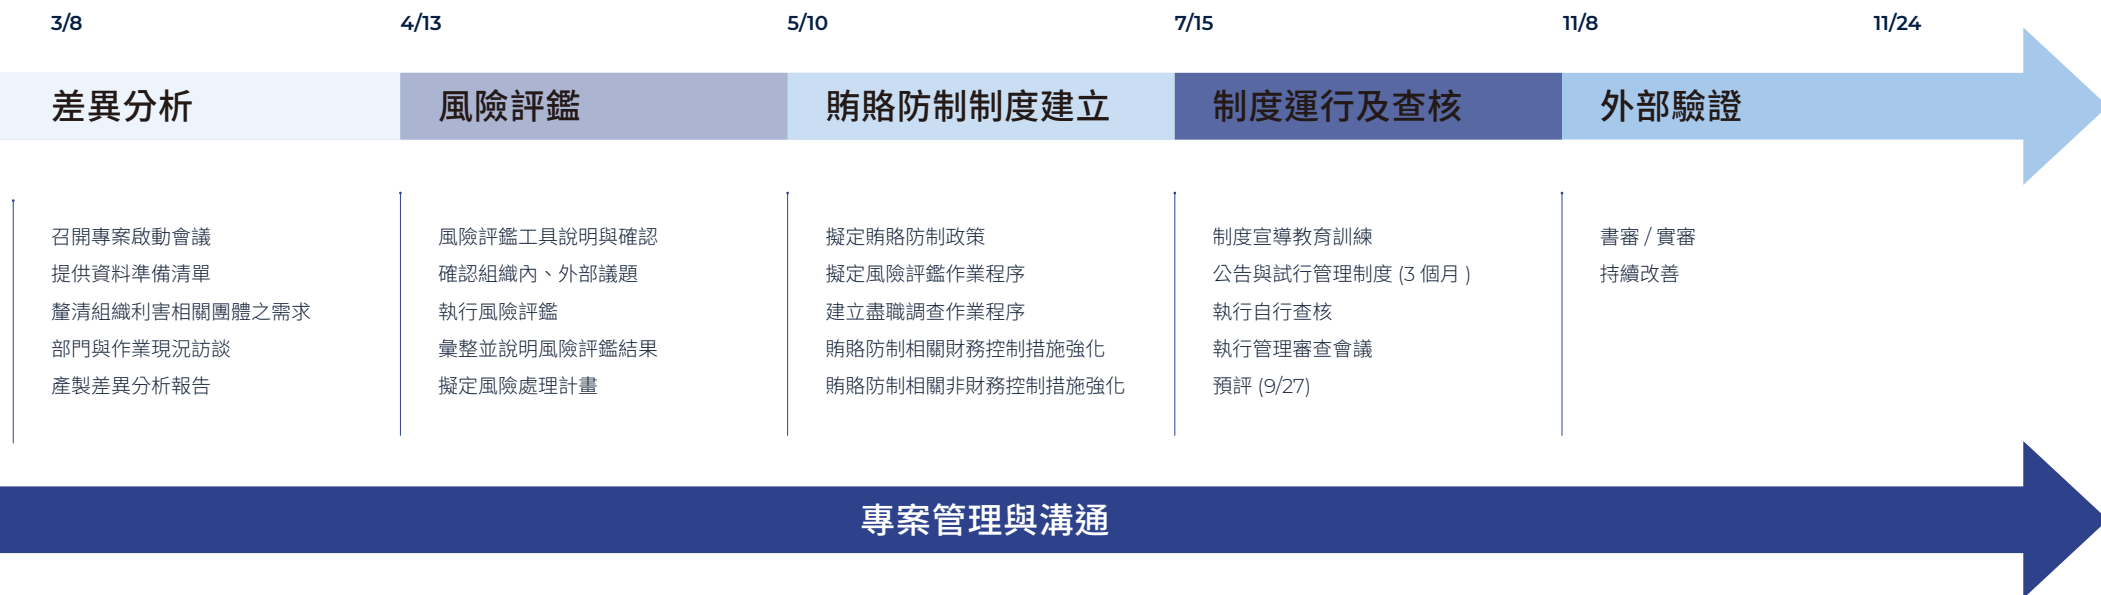 3/8
4/13
5/10
7/15
11/8
11/24
差異分析
風險評鑑
賄賂防制制度建立
制度運行及查核
外部驗證
召開專案啟動會議
提供資料準備清單
釐清組織利害相關團體之需求
部門與作業現況訪談
產製差異分析報告
風險評鑑工具說明與確認
確認組織內、外部議題
執行風險評鑑
彙整並說明風險評鑑結果
擬定風險處理計畫
擬定賄賂防制政策
擬定風險評鑑作業程序
建立盡職調查作業程序
賄賂防制相關財務控制措施強化
賄賂防制相關非財務控制措施強化
制度宣導教育訓練
公告與試行管理制度 (3 個月 )
執行自行查核
執行管理審查會議
預評 (9/27)
書審 / 實審
持續改善
專案管理與溝通